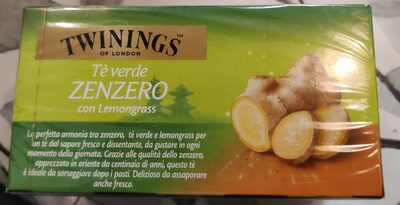 TWININGS™
OF LONDON
Tè verde
ZENZERO
con Lemongrass
La perfetta armonia tra zenzero, tè verde e lemongrass per
un tè dal sapore fresco e dissentante, da gustare in ogni
momento della giornata. Grazie alle qualità dello zenzero,
apprezzato in oriente da centinaia di anni, questo tè
è ideale da sorseggiare dopo i pasti. Delizioso da assaporare
anche fresco.